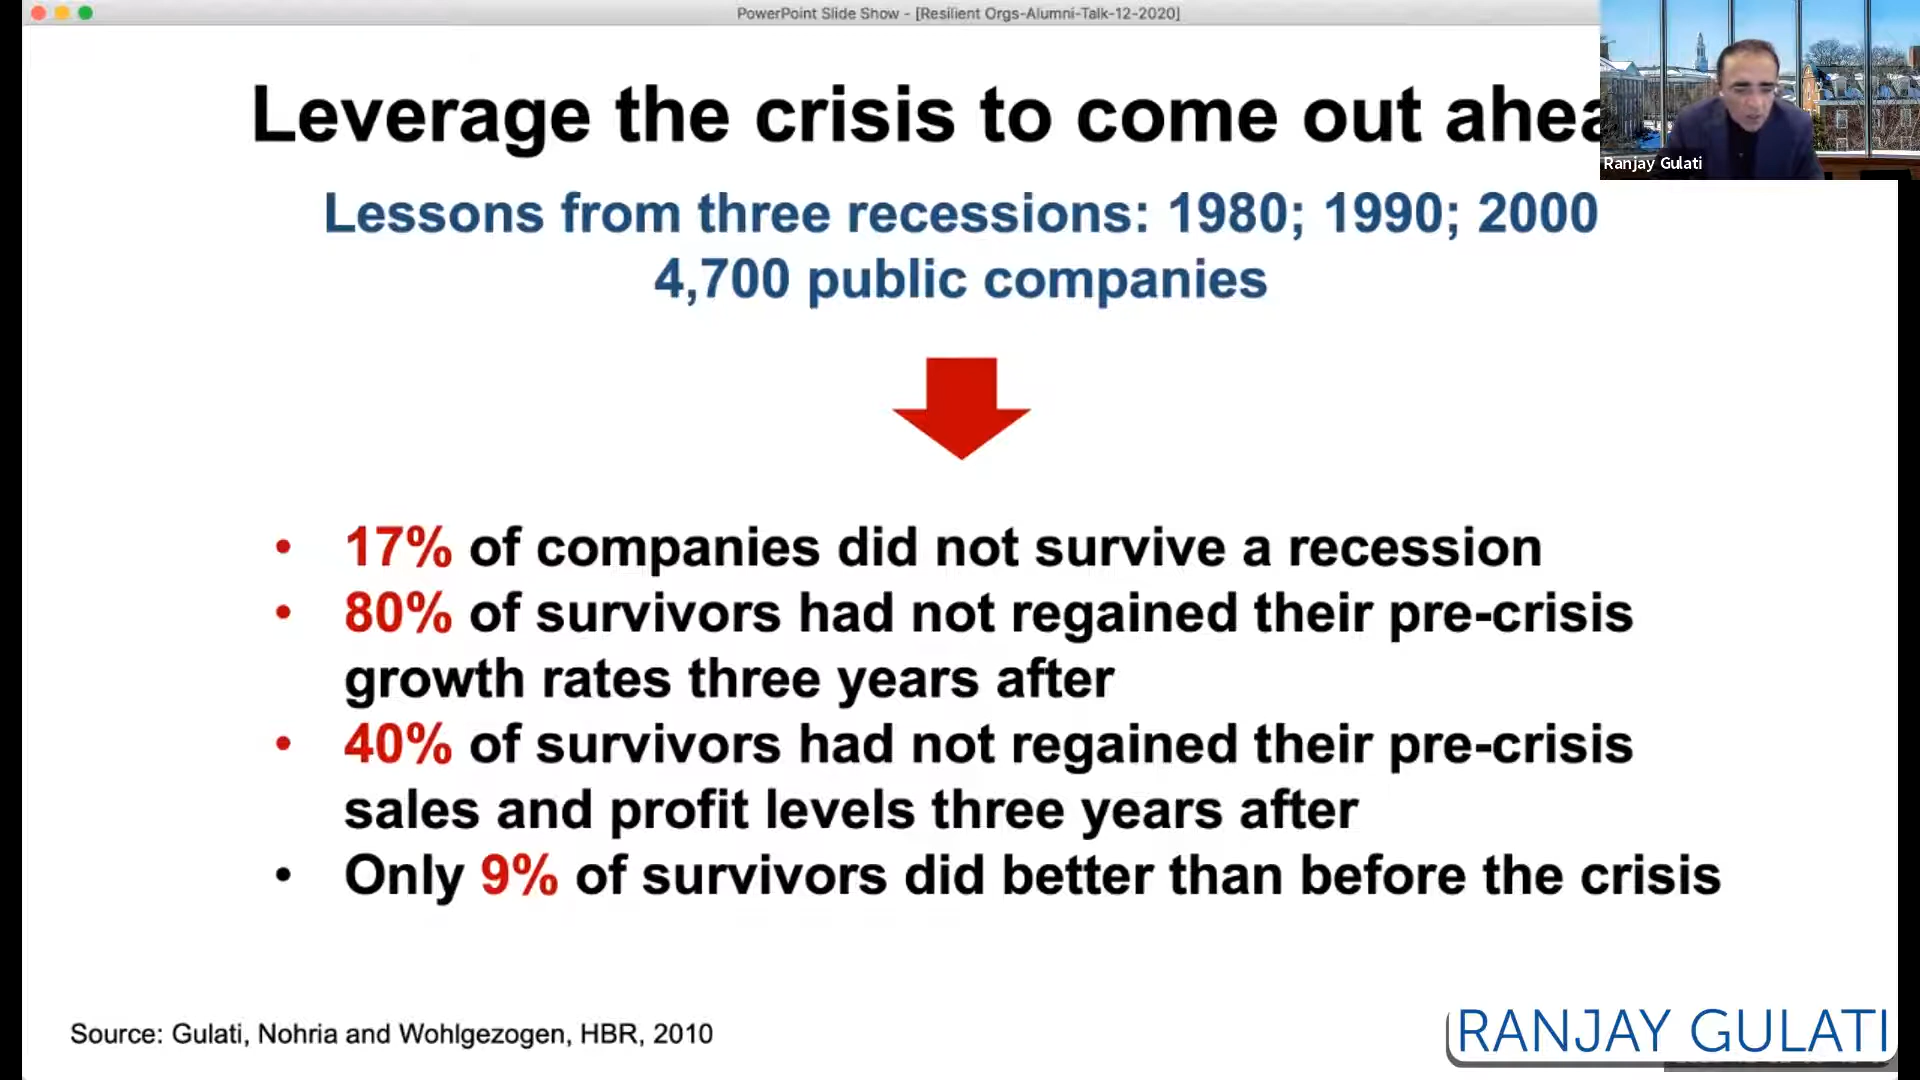 PowerPoint Slide Show - [Resilient Orgs-Alumni-Talk-12-2020]
Leverage the crisis to come out ahea
Ranjay Gulati
Lessons from three recessions: 1980; 1990; 2000
4,700 public companies
• 17% of companies did not survive a recession
• 80% of survivors had not regained their pre-crisis
growth rates three years after
• 40% of survivors had not regained their pre-crisis
sales and profit levels three years after
• Only 9% of survivors did better than before the crisis
Source: Gulati, Nohria and Wohlgezogen, HBR, 2010
RANJAY GULATI